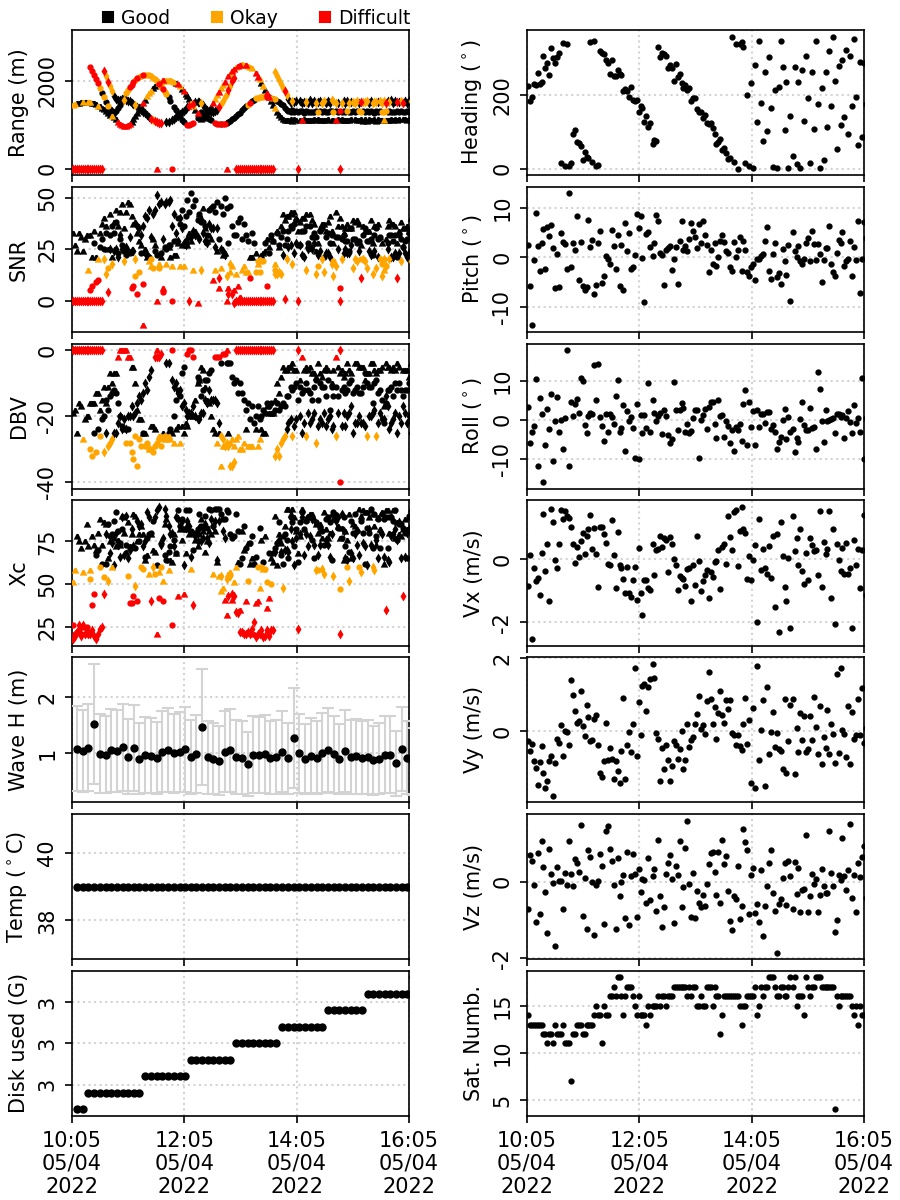 Good Okay Difficult
Range (m)
2000
0
Heading (°)
200
0
SNR
50
25
0
Pitch (°)
10
0
-10
DBV
0
-20
-40
Roll (°)
10
0
-10
Xc
75
50
25
Vx (m/s)
0
-2
Wave H (m)
2
1
Vy (m/s)
2
0
Temp (°C)
40
38
Vz (m/s)
0
-2
Disk used (G)
3
3
3
Sat. Numb.
15
10
5
10:05 12:05 14:05 16:05 10:05 12:05 14:05 16:05
05/04 05/04 05/04 05/04 05/04 05/04 05/04 05/04
2022 2022 2022 2022 2022 2022 2022 2022